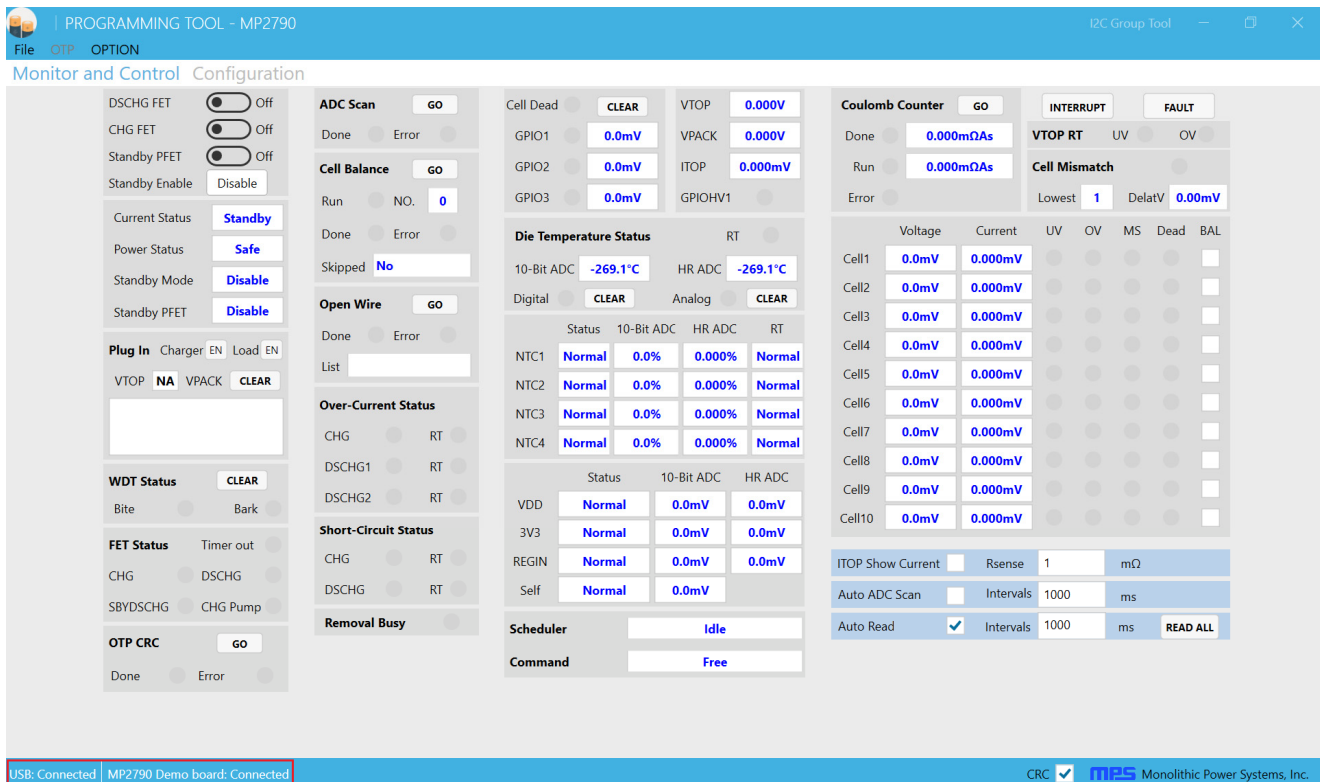 PROGRAMMING TOOL - MP2790
I2C Group Tool
File OTP OPTION
Monitor and Control Configuration
DSCHG FET Off
CHG FET Off
Standby PFET Off
Standby Enable Disable
Current Status Standby
Power Status Safe
Standby Mode Disable
Standby PFET Disable
Plug In Charger EN Load EN
VTOP NA VPACK CLEAR
WDT Status CLEAR
Bite Bark
FET Status Timer out
CHG DSCHG
SBYDSCHG CHG Pump
OTP CRC GO
Done Error
ADC Scan GO
Done Error
Cell Balance GO
Run NO. 0
Done Error
Skipped No
Open Wire GO
Done Error
List
Over-Current Status
CHG RT
DSCHG1 RT
DSCHG2 RT
Short-Circuit Status
CHG RT
DSCHG RT
Removal Busy
Cell Dead CLEAR
GPIO1 0.0mV
GPIO2 0.0mV
GPIO3 0.0mV
VTOP 0.000V
VPACK 0.000V
ITOP 0.000mV
GPIOHV1
Die Temperature Status RT
10-Bit ADC -269.1°C HR ADC -269.1°C
Digital CLEAR Analog CLEAR
Status 10-Bit ADC HR ADC RT
NTC1 Normal 0.0% 0.000% Normal
NTC2 Normal 0.0% 0.000% Normal
NTC3 Normal 0.0% 0.000% Normal
NTC4 Normal 0.0% 0.000% Normal
Status 10-Bit ADC HR ADC
VDD Normal 0.0mV 0.0mV
3V3 Normal 0.0mV 0.0mV
REGIN Normal 0.0mV 0.0mV
Self Normal 0.0mV
Scheduler Idle
Command Free
Coulomb Counter GO
Done 0.000mΩAs
Run 0.000mΩAs
Error
INTERRUPT FAULT
VTOP RT UV OV
Cell Mismatch
Lowest 1 DelatV 0.00mV
Voltage Current UV OV MS Dead BAL
Cell1 0.0mV 0.000mV
Cell2 0.0mV 0.000mV
Cell3 0.0mV 0.000mV
Cell4 0.0mV 0.000mV
Cell5 0.0mV 0.000mV
Cell6 0.0mV 0.000mV
Cell7 0.0mV 0.000mV
Cell8 0.0mV 0.000mV
Cell9 0.0mV 0.000mV
Cell10 0.0mV 0.000mV
ITOP Show Current Rsense 1 mΩ
Auto ADC Scan Intervals 1000 ms
Auto Read Intervals 1000 ms READ ALL
USB: Connected MP2790 Demo board: Connected
CRC mps Monolithic Power Systems, Inc.